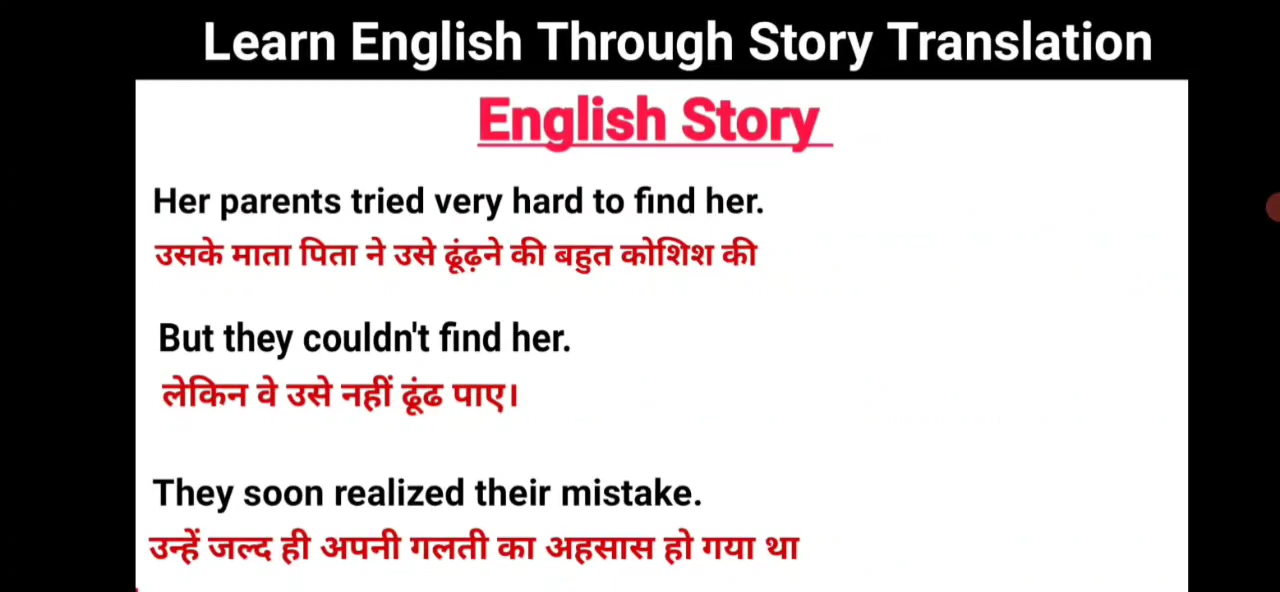 Learn English Through Story Translation
English Story
Her parents tried very hard to find her.
उसके माता पिता ने उसे ढूंढ़ने की बहुत कोशिश की
But they couldn't find her.
लेकिन वे उसे नहीं ढूंढ पाए।
They soon realized their mistake.
उन्हें जल्द ही अपनी गलती का अहसास हो गया था